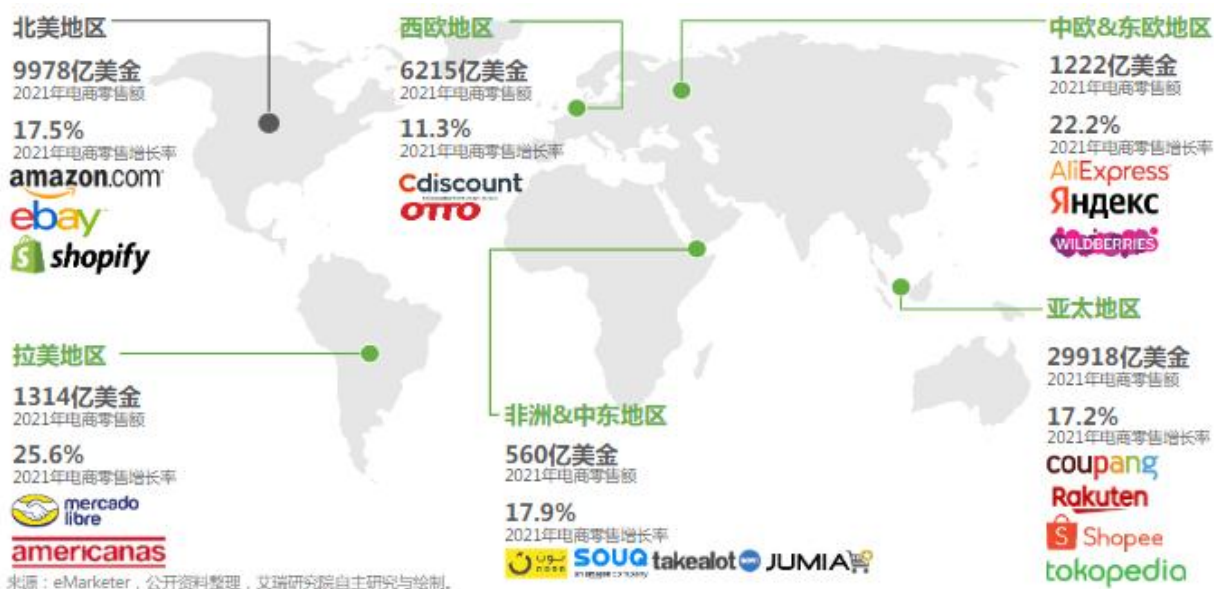 北美地区
9978亿美金
2021年电商零售额
17.5%
2021年电商零售增长率
amazon.com
ebay
shopify
西欧地区
6215亿美金
2021年电商零售额
11.3%
2021年电商零售增长率
Cdiscount
OTTO
中欧&东欧地区
1222亿美金
2021年电商零售额
22.2%
2021年电商零售增长率
AliExpress
Яндекс
WILDBERRIES
拉美地区
1314亿美金
2021年电商零售额
25.6%
2021年电商零售增长率
mercado
libre
americanas
非洲&中东地区
560亿美金
2021年电商零售额
17.9%
2021年电商零售增长率
نون noon SOUQ takealot JUMIA
an amazon company
亚太地区
29918亿美金
2021年电商零售额
17.2%
2021年电商零售增长率
coupang
Rakuten
Shopee
tokopedia
来源：eMarketer，公开资料整理，艾瑞研究院自主研究与绘制。